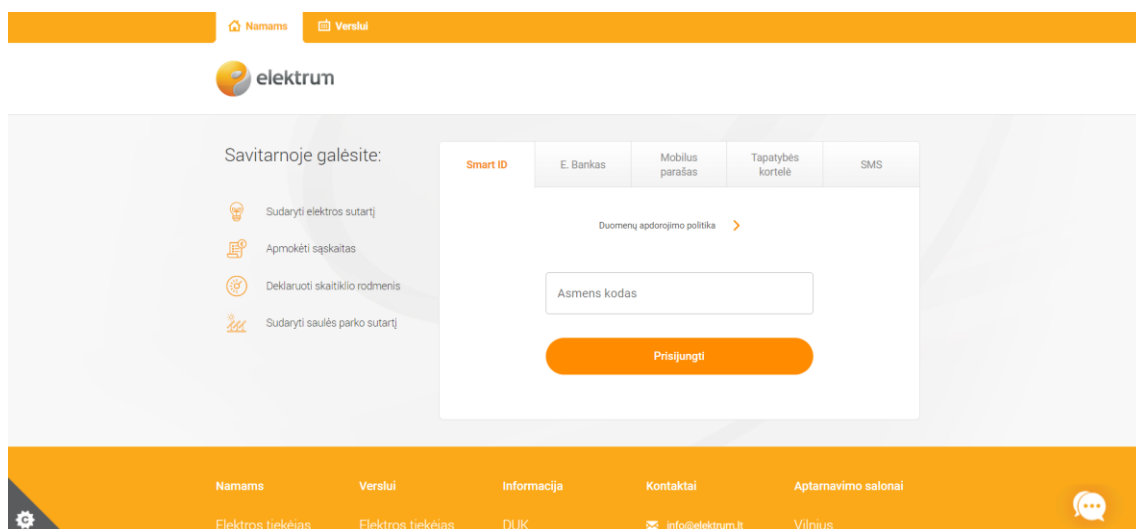 Namams
Verslui
elektrum
Savitarnoje galėsite:
Sudaryti elektros sutartį
Apmokėti sąskaitas
Deklaruoti skaitiklio rodmenis
Sudaryti saulės parko sutartį
Smart ID
E. Bankas
Mobilus
parašas
Tapatybės
kortelė
SMS
Duomenų apdorojimo politika
Asmens kodas
Prisijungti
Namams
Verslui
Informacija
Kontaktai
Aptarnavimo salonai
Elektros tiekėjas
Elektros tiekėjas
DUK
info@elektrum.lt
Vilnius